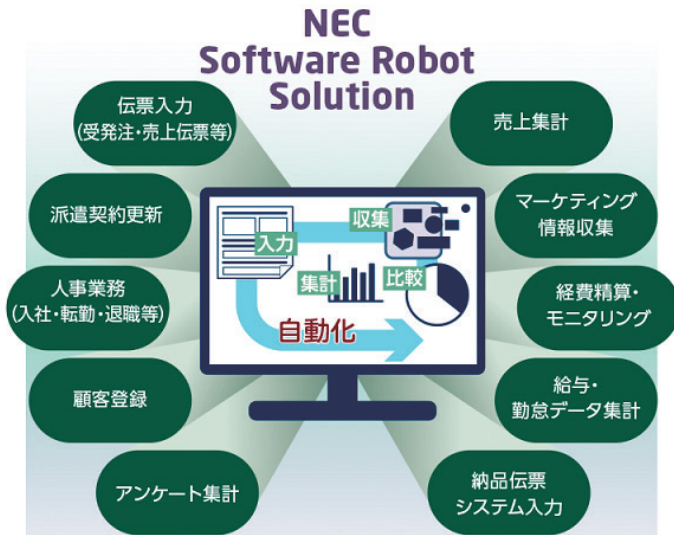 NEC
Software Robot
Solution
伝票入力
(受発注・売上伝票等)
売上集計
派遣契約更新
マーケティング
情報収集
人事業務
(入社・転勤・退職等)
経費精算・
モニタリング
顧客登録
給与・
勤怠データ集計
アンケート集計
納品伝票
システム入力
入力
収集
集計
比較
自動化